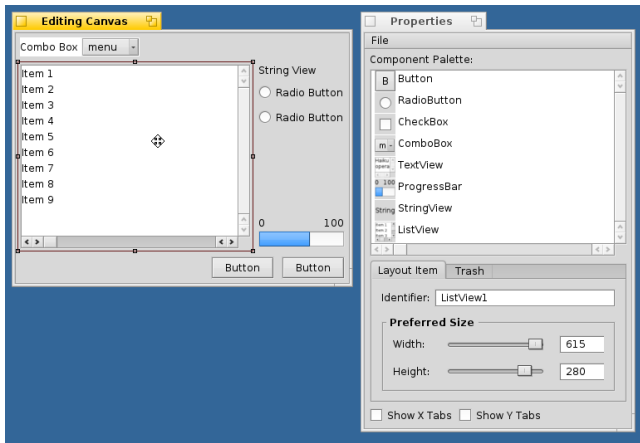 Editing Canvas
Combo Box menu
Item 1
Item 2
Item 3
Item 4
Item 5
Item 6
Item 7
Item 8
Item 9
String View
Radio Button
Radio Button
0 100
Button Button
Properties
File
Component Palette:
B Button
RadioButton
CheckBox
m ComboBox
TextView
0 100
ProgressBar
String StringView
ListView
Layout Item Trash
Identifier: ListView1
Preferred Size
Width: 615
Height: 280
Show X Tabs Show Y Tabs